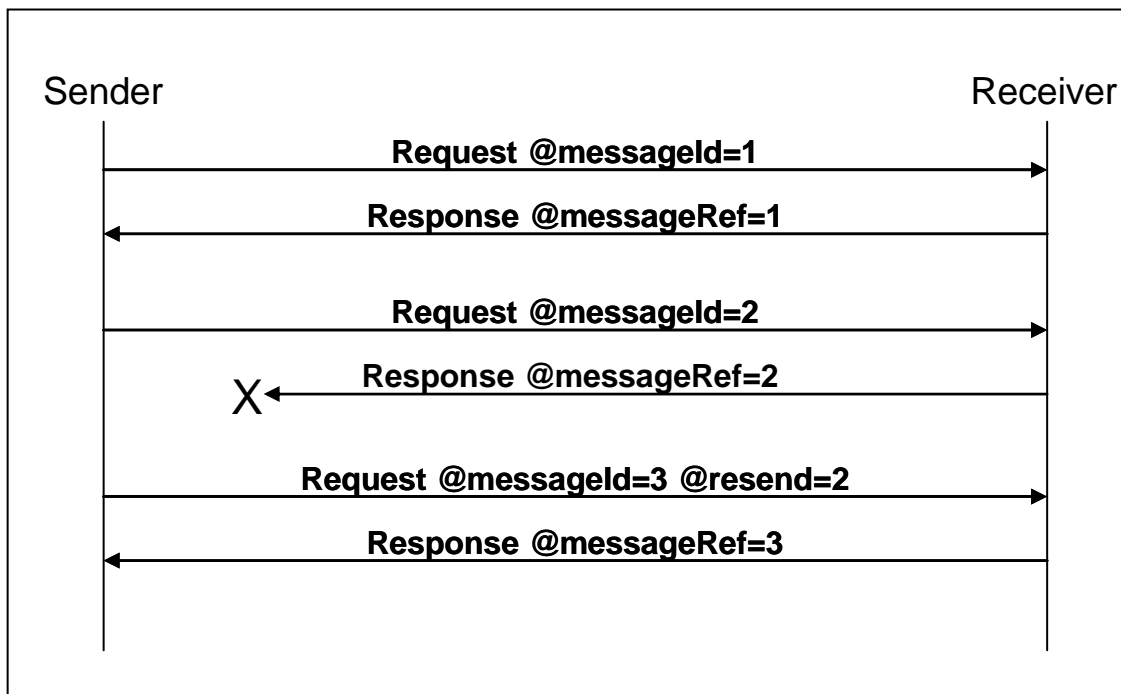 Sender
Receiver
Request @messageId=1
Response @messageRef=1
Request @messageId=2
Response @messageRef=2
X
Request @messageId=3 @resend=2
Response @messageRef=3